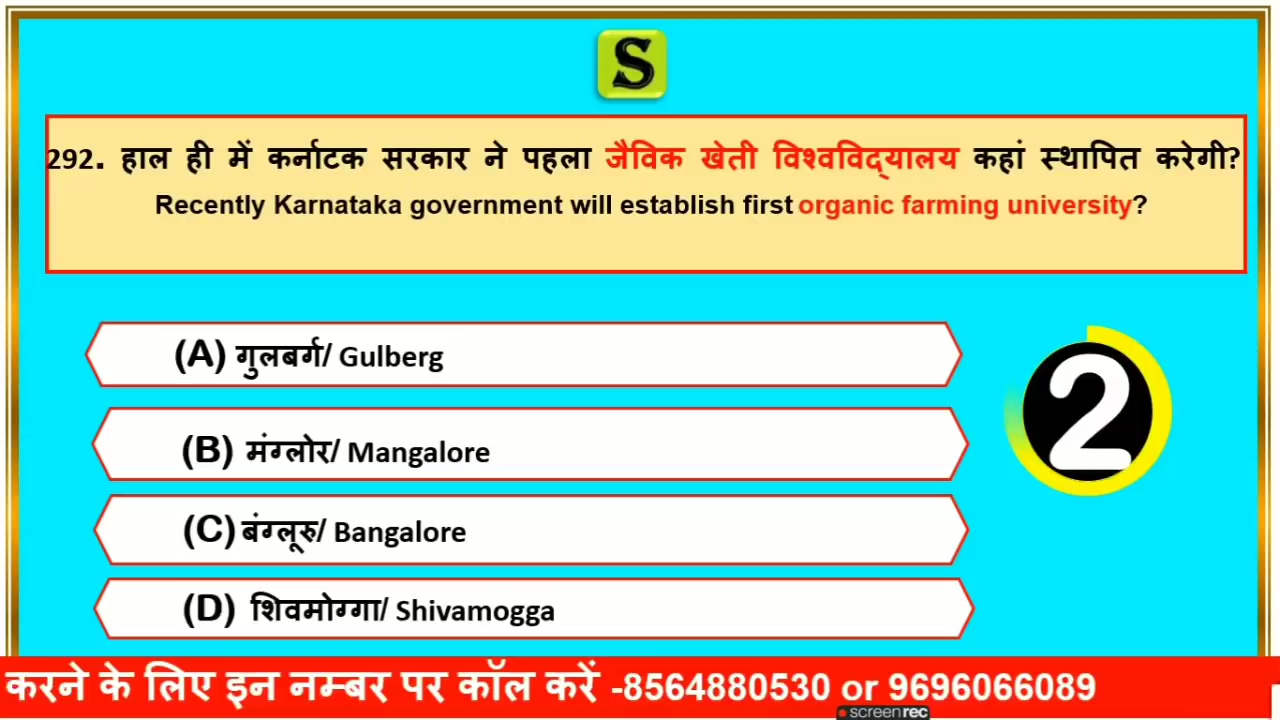 S
292. हाल ही में कर्नाटक सरकार ने पहला जैविक खेती विश्वविद्यालय कहां स्थापित करेगी?
Recently Karnataka government will establish first organic farming university?
(A) गुलबर्ग/ Gulberg
2
(B) मंग्लोर/ Mangalore
(C) बंग्लूरु/ Bangalore
(D) शिवमोग्गा/ Shivamogga
करने के लिए इन नम्बर पर कॉल करें -8564880530 or 9696066089
screenrec